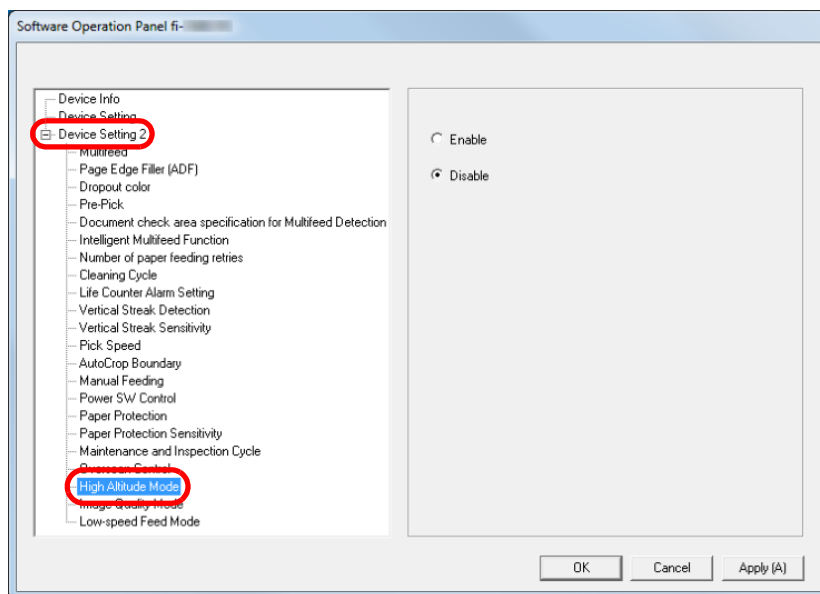 Software Operation Panel fi-
Device Info
Device Setting
Device Setting 2
Multifeed
Page Edge Filler (ADF)
Dropout color
Pre-Pick
Document check area specification for Multifeed Detection
Intelligent Multifeed Function
Number of paper feeding retries
Cleaning Cycle
Life Counter Alarm Setting
Vertical Streak Detection
Vertical Streak Sensitivity
Pick Speed
AutoCrop Boundary
Manual Feeding
Power SW Control
Paper Protection
Paper Protection Sensitivity
Maintenance and Inspection Cycle
Overscan Control
High Altitude Mode
Image Quality Mode
Low-speed Feed Mode
Enable
Disable
OK
Cancel
Apply (A)